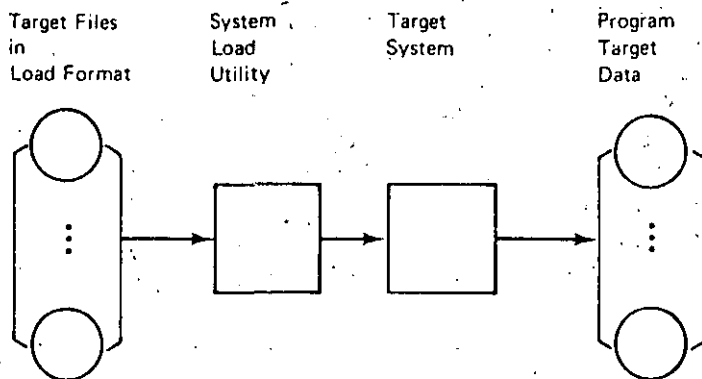 Target Files
in
Load Format
System
Load
Utility
Target
System
Program
Target
Data